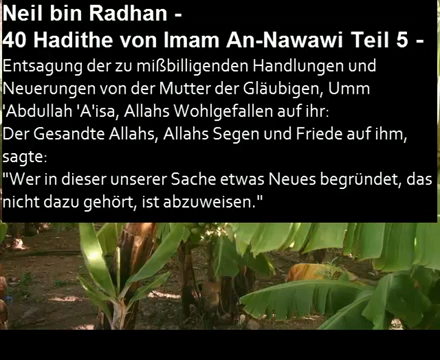 Neil bin Radhan -
40 Hadithe von Imam An-Nawawi Teil 5 -
Entsagung der zu mißbilligenden Handlungen und
Neuerungen von der Mutter der Gläubigen, Umm
'Abdullah 'A'isa, Allahs Wohlgefallen auf ihr:
Der Gesandte Allahs, Allahs Segen und Friede auf ihm,
sagte:
"Wer in dieser unserer Sache etwas Neues begründet, das
nicht dazu gehört, ist abzuweisen."